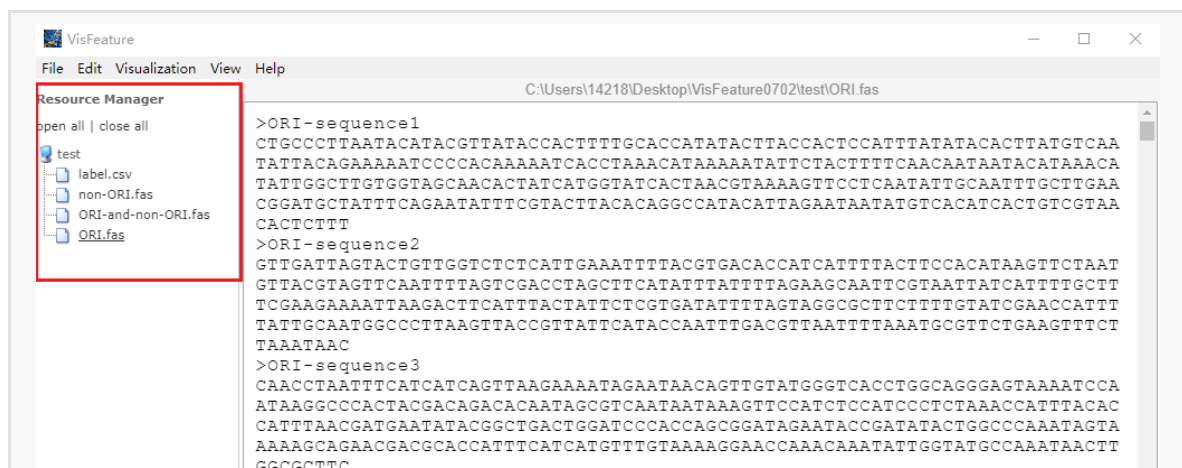 VisFeature
File Edit Visualization View Help
C:\Users\14218\Desktop\VisFeature0702\test\ORI.fas
Resource Manager
open all | close all
test
label.csv
non-ORI.fas
ORI-and-non-ORI.fas
ORI.fas
>ORI-sequence1
CTGCCCTTAATACATACGTTATACCACTTTTGCACCATATACTTACCACTCCATTTATATACACTTATGTCAA
TATTACAGAAAAATCCCCACAAAAATCACCTAAACATAAAAATATTCTACTTTTCAACAATAATACATAAACA
TATTGGCTTGTGGTAGCAACACTATCATGGTATCACTAACGTAAAAGTTCCTCAATATTGCAATTTGCTTGAA
CGGATGCTATTTCAGAATATTTCGTACTTACACAGGCCATACATTAGAATAATATGTCACATCACTGTCGTAA
CACTCTTT
>ORI-sequence2
GTTGATTAGTACTGTTGGTCTCTCATTGAAATTTTACGTGACACCATCATTTTACTTCCACATAAGTTCTAAT
GTTACGTAGTTCAATTTTAGTCGACCTAGCTTCATATTTATTTTAGAAGCAATTCGTAATTATCATTTTGCTT
TCGAAGAAAATTAAGACTTCATTTACTATTCTCGTGATATTTTAGTAGGCGCTTCTTTTGTATCGAACCATTT
TATTGCAATGGCCCTTAAGTTACCGTTATTCATACCAATTTGACGTTAATTTTAAATGCGTTCTGAAGTTTCT
TAAATAAC
>ORI-sequence3
CAACCTAATTTCATCATCAGTTAAGAAAATAGAATAACAGTTGTATGGGTCACCTGGCAGGGAGTAAAATCCA
ATAAGGCCCACTACGACAGACACAATAGCGTCAATAATAAAGTTCCATCTCCATCCCTCTAAACCATTTACAC
CATTTAACGATGAATATACGGCTGACTGGATCCCACCAGCGGATAGAATACCGATATACTGGCCCAAATAGTA
AAAAGCAGAACGACGCACCATTTCATCATGTTTGTAAAAGGAACCAAACAAATATTGGTATGCCAAATAACTT
GGCGCTTC